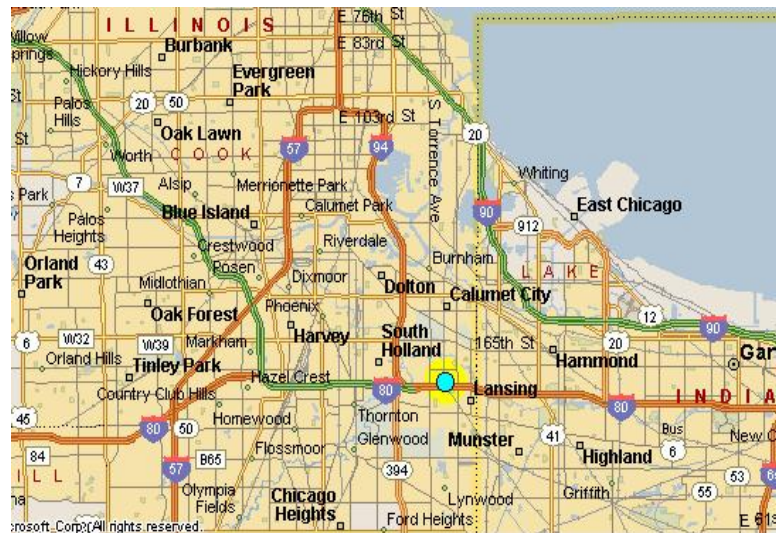 ILLINOIS
E 76th St
E 83rd St
Willow
Springs
Burbank
Hickory Hills
Evergreen
Park
20
50
Palos
Hills
E 103rd St
S Torrence Ave
Oak Lawn
St
57
94
20
Worth
COOK
Whiting
7
W37
Alsip
Merrionette Park
s Park
90
East Chicago
Palos
Heights
Blue Island
Calumet Park
912
Crestwood
Riverdale
Orland
Park
43
Posen
Burnham
LAKE
Midlothian
Dixmoor
Dolton
Calumet City
Oak Forest
Phoenix
12
6
W32
W39
Markham
Harvey
South
Holland
165th St
90
20
Orland Hills
Hammond
Gar
Tinley Park
Hazel Crest
Country Club Hills
80
Lansing
INDIA
80
45
Homewood
Thornton
80
50
Glenwood
Munster
41
Bus
6
New C
84
Flossmoor
Highland
ILL
57
B65
394
53
65
Olympia
Fields
Lynwood
Griffith
55
Chicago
Heights
Ford Heights
E 61s
crosoft Corp(All rights reserved.